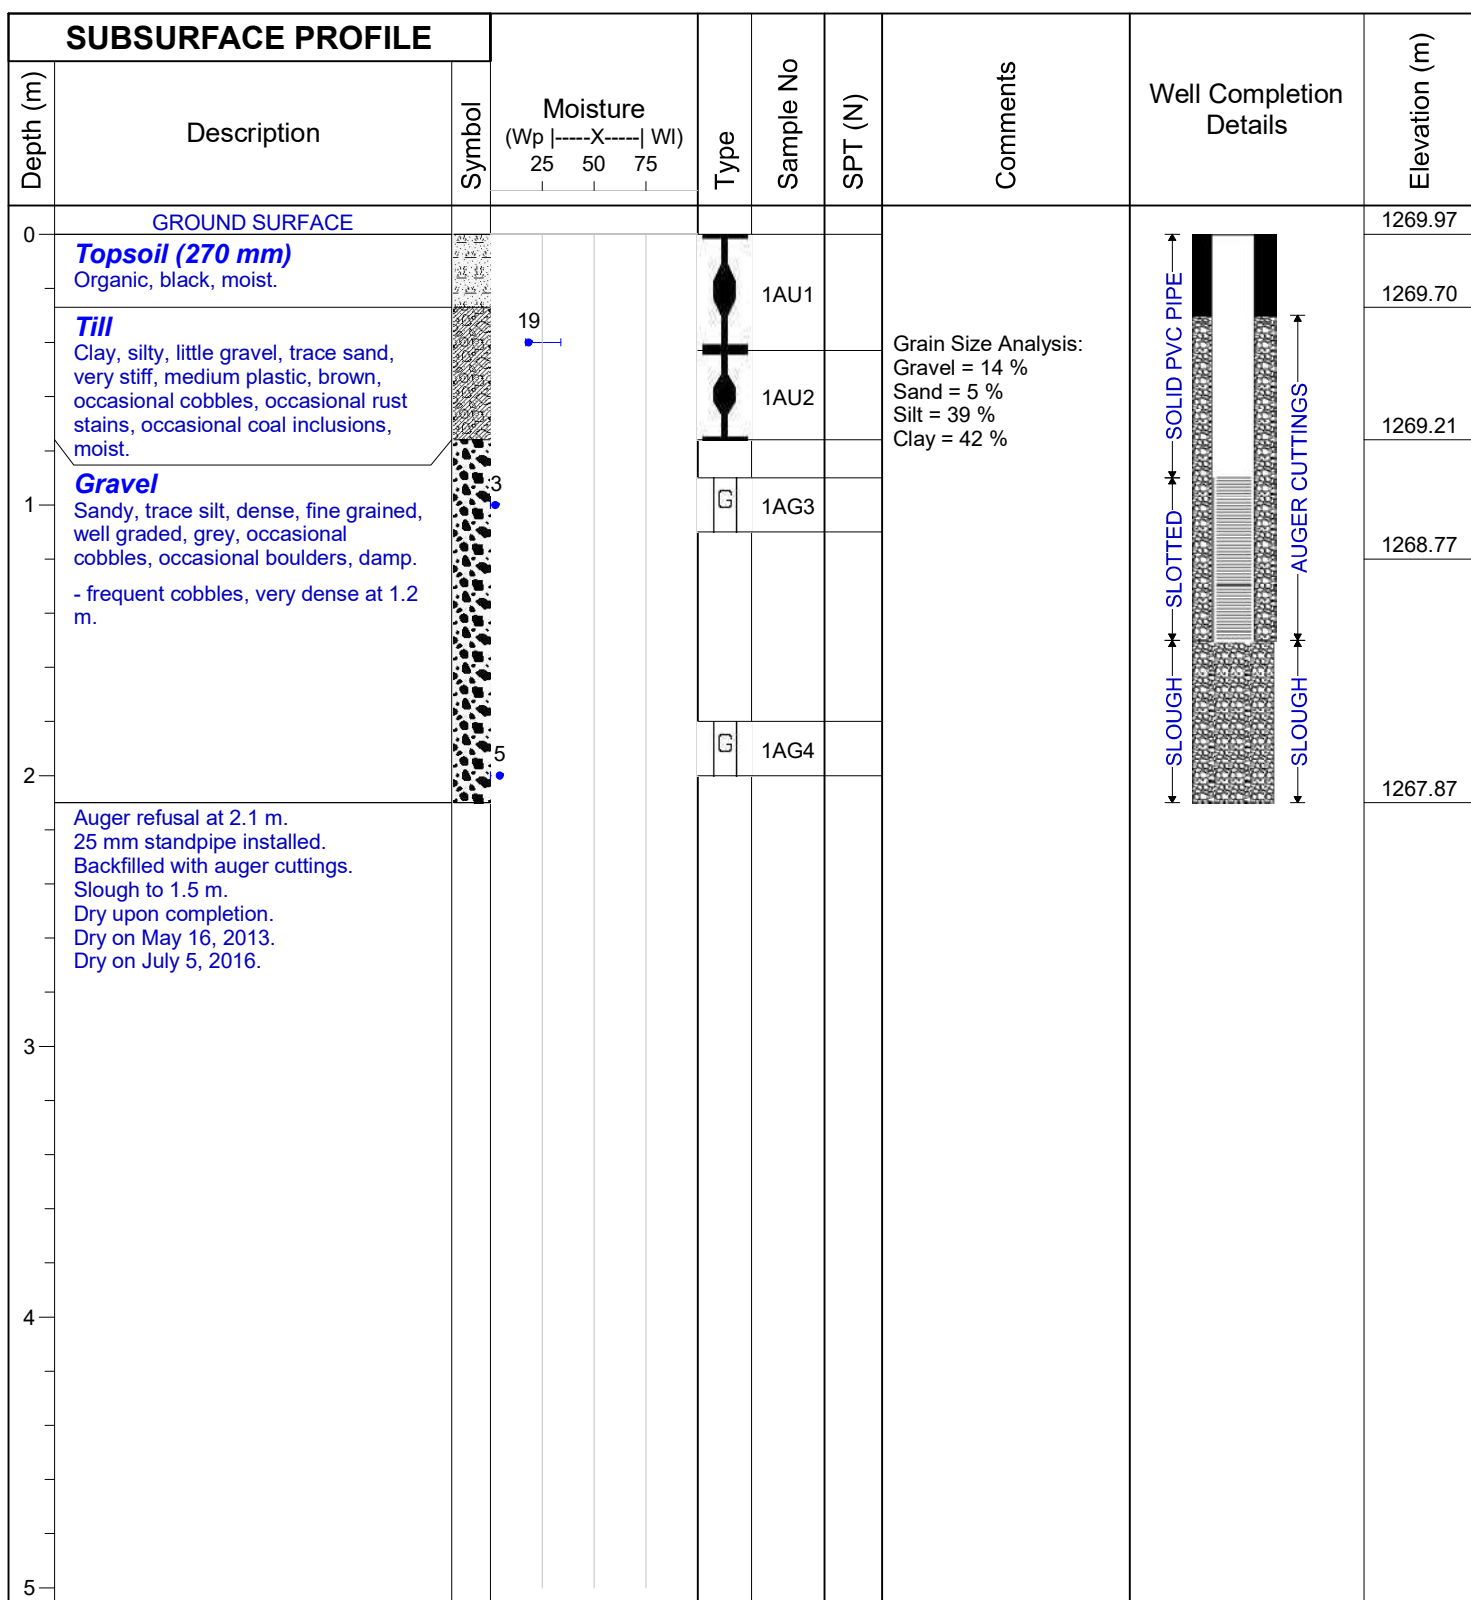 SUBSURFACE PROFILE
Depth (m)
Description
Symbol
Moisture
(Wp |-----X-----| Wl)
25 50 75
Type
Sample No
SPT (N)
Comments
Well Completion
Details
Elevation (m)
GROUND SURFACE
1269.97
0
Topsoil (270 mm)
Organic, black, moist.
1AU1
1269.70
Till
Clay, silty, little gravel, trace sand,
very stiff, medium plastic, brown,
occasional cobbles, occasional rust
stains, occasional coal inclusions,
moist.
19
1AU2
Grain Size Analysis:
Gravel = 14 %
Sand = 5 %
Silt = 39 %
Clay = 42 %
1269.21
Gravel
Sandy, trace silt, dense, fine grained,
well graded, grey, occasional
cobbles, occasional boulders, damp.
- frequent cobbles, very dense at 1.2
m.
3
1
G
1AG3
1268.77
5
2
G
1AG4
SOLID PVC PIPE
SLOTTED
SLOUGH
AUGER CUTTINGS
SLOUGH
1267.87
Auger refusal at 2.1 m.
25 mm standpipe installed.
Backfilled with auger cuttings.
Slough to 1.5 m.
Dry upon completion.
Dry on May 16, 2013.
Dry on July 5, 2016.
3
4
5